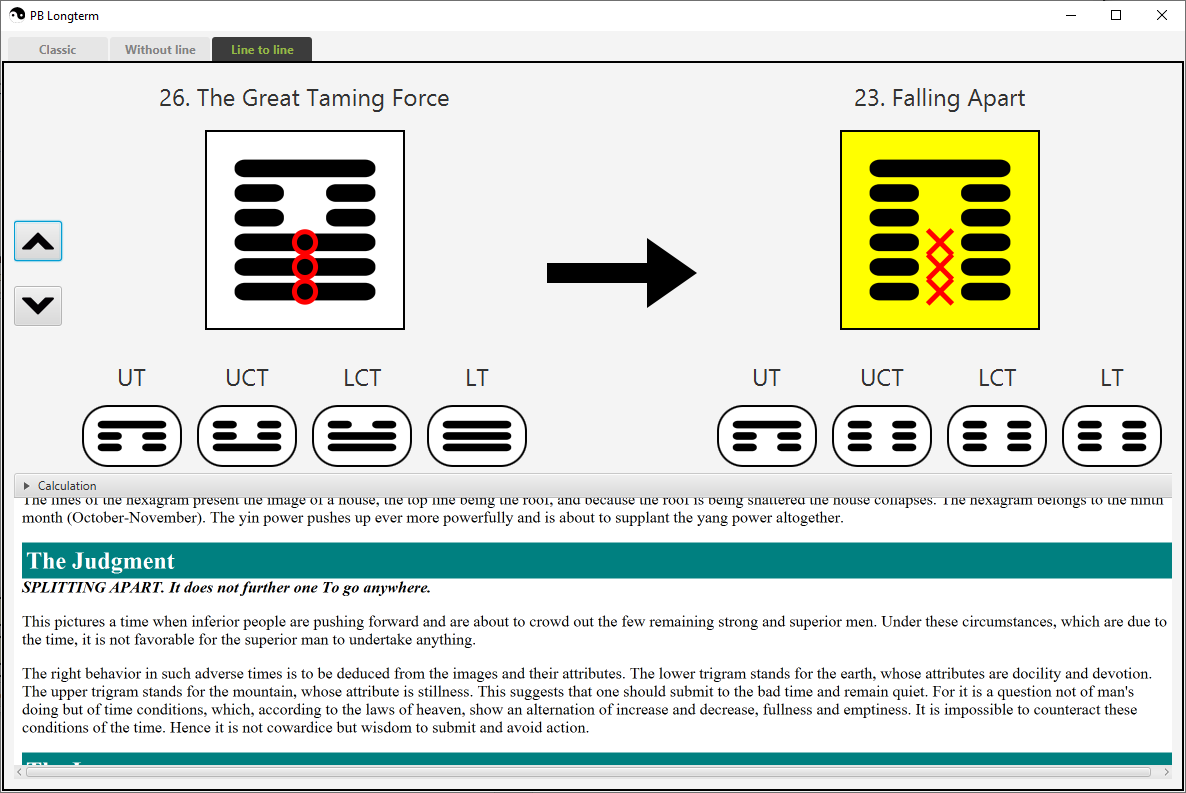 PB Longterm
Classic
Without line
Line to line
26. The Great Taming Force
23. Falling Apart
UT
UCT
LCT
LT
UT
UCT
LCT
LT
Calculation
The lines of the hexagram present the image of a house, the top line being the roof, and because the roof is being shattered the house collapses. The hexagram belongs to the ninth
month (October-November). The yin power pushes up ever more powerfully and is about to supplant the yang power altogether.
The Judgment
SPLITTING APART. It does not further one To go anywhere.
This pictures a time when inferior people are pushing forward and are about to crowd out the few remaining strong and superior men. Under these circumstances, which are due to
the time, it is not favorable for the superior man to undertake anything.
The right behavior in such adverse times is to be deduced from the images and their attributes. The lower trigram stands for the earth, whose attributes are docility and devotion.
The upper trigram stands for the mountain, whose attribute is stillness. This suggests that one should submit to the bad time and remain quiet. For it is a question not of man's
doing but of time conditions, which, according to the laws of heaven, show an alternation of increase and decrease, fullness and emptiness. It is impossible to counteract these
conditions of the time. Hence it is not cowardice but wisdom to submit and avoid action.